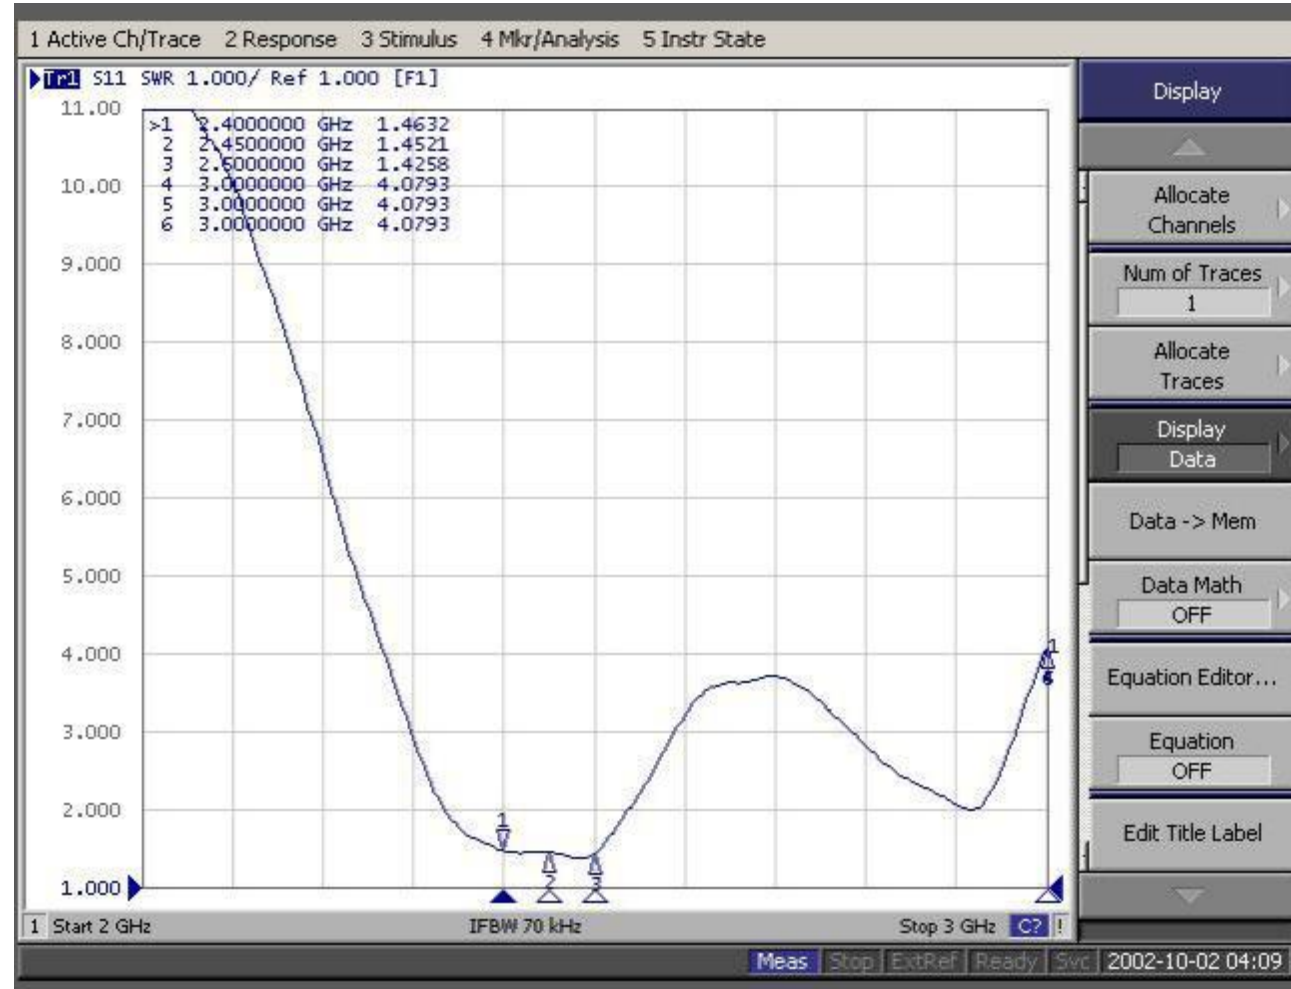 1 Active Ch/Trace 2 Response 3 Stimulus 4 Mkr/Analysis 5 Instr State
Tr1 S11 SWR 1.000/ Ref 1.000 [F1]
11.00
10.00
9.000
8.000
7.000
6.000
5.000
4.000
3.000
2.000
1.000
>1 2.4000000 GHz 1.4632
2 2.4500000 GHz 1.4521
3 2.5000000 GHz 1.4258
4 3.0000000 GHz 4.0793
5 3.0000000 GHz 4.0793
6 3.0000000 GHz 4.0793
1
1
2
3
1 Start 2 GHz IFBW 70 kHz Stop 3 GHz C? !
Display
Allocate
Channels
Num of Traces
1
Allocate
Traces
Display
Data
Data -> Mem
Data Math
OFF
Equation Editor...
Equation
OFF
Edit Title Label
Meas Stop ExtRef Ready Svc 2002-10-02 04:09